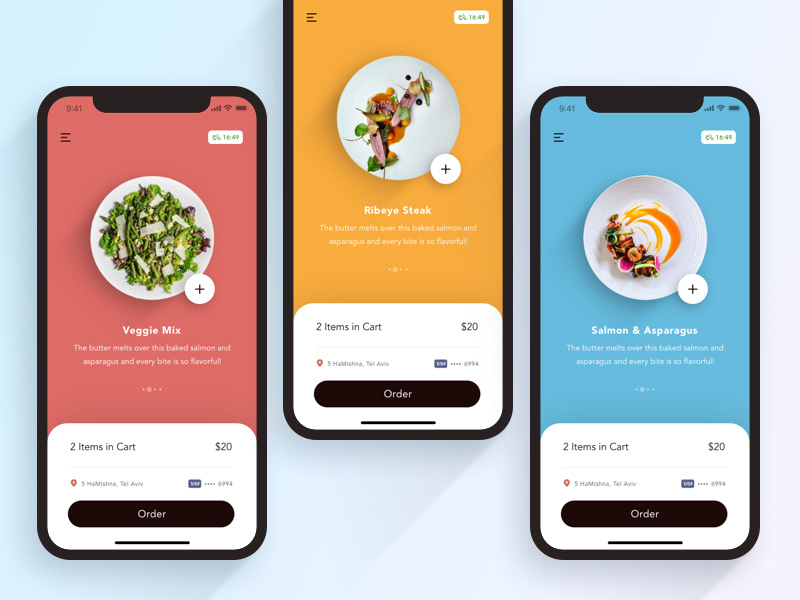 9:41
16:49
Veggie Mix
The butter melts over this baked salmon and
asparagus and every bite is so flavorful!
2 Items in Cart $20
5 HaMishna, Tel Aviv VISA •••• 6994
Order
16:49
Ribeye Steak
The butter melts over this baked salmon and
asparagus and every bite is so flavorful!
2 Items in Cart $20
5 HaMishna, Tel Aviv VISA •••• 6994
Order
9:41
16:49
Salmon & Asparagus
The butter melts over this baked salmon and
asparagus and every bite is so flavorful!
2 Items in Cart $20
5 HaMishna, Tel Aviv VISA •••• 6994
Order